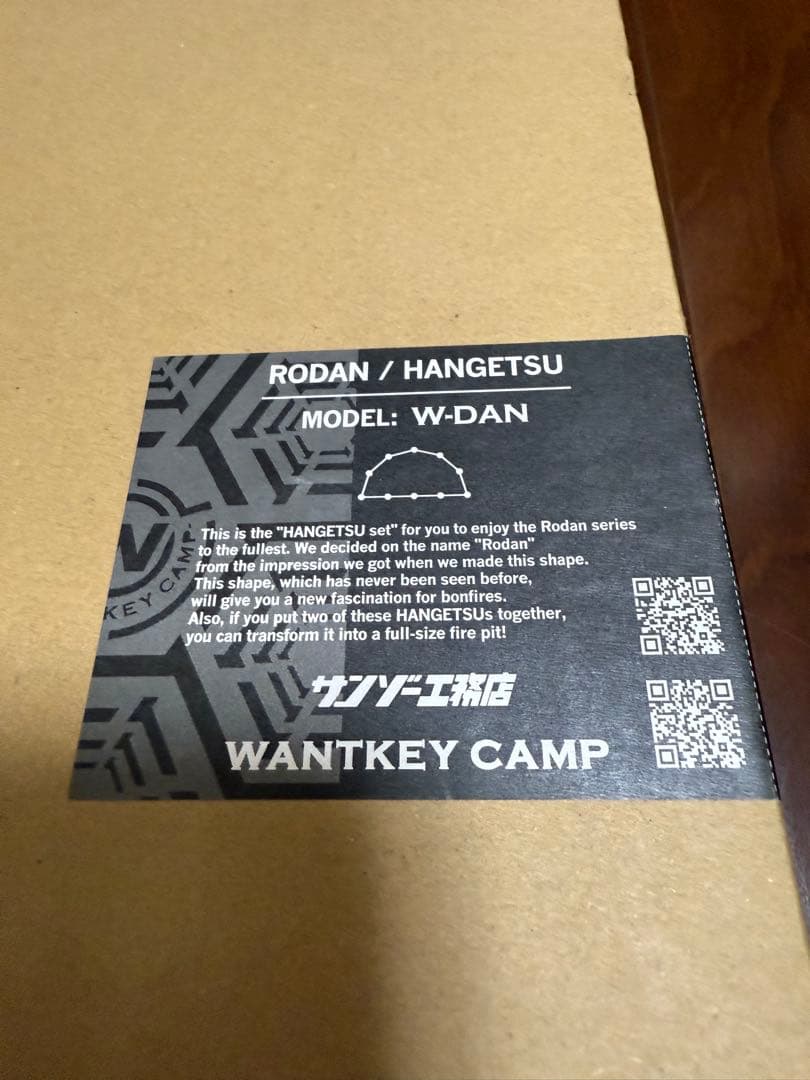 RODAN / HANGETSU
MODEL: W-DAN
This is the "HANGETSU set" for you to enjoy the Rodan series
to the fullest. We decided on the name "Rodan"
from the impression we got when we made this shape.
This shape, which has never been seen before,
will give you a new fascination for bonfires.
Also, if you put two of these HANGETSUs together,
you can transform it into a full-size fire pit!
サンゾー工務店
WANTKEY CAMP
KEY CAMP